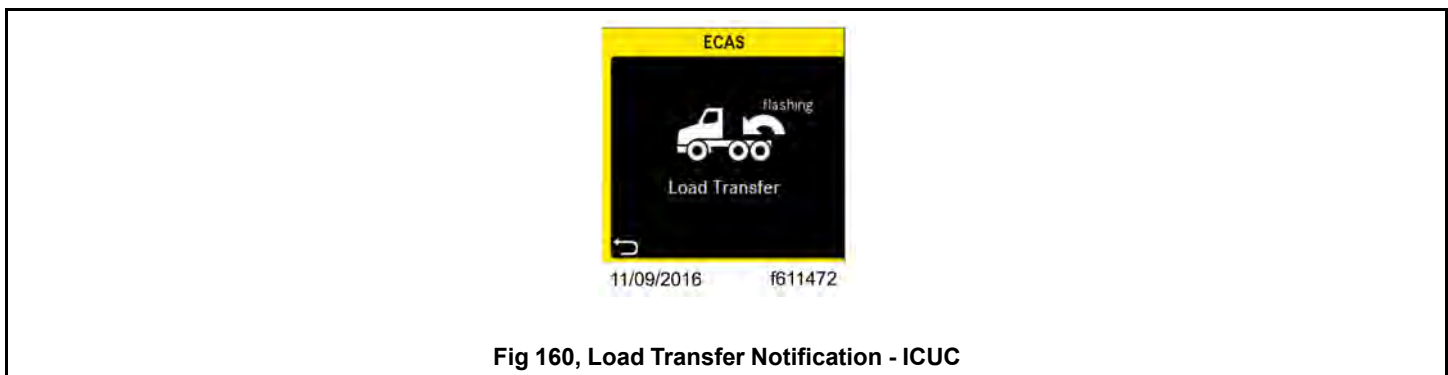 ECAS
flashing
Load Transfer
11/09/2016 f611472
Fig 160, Load Transfer Notification - ICUC